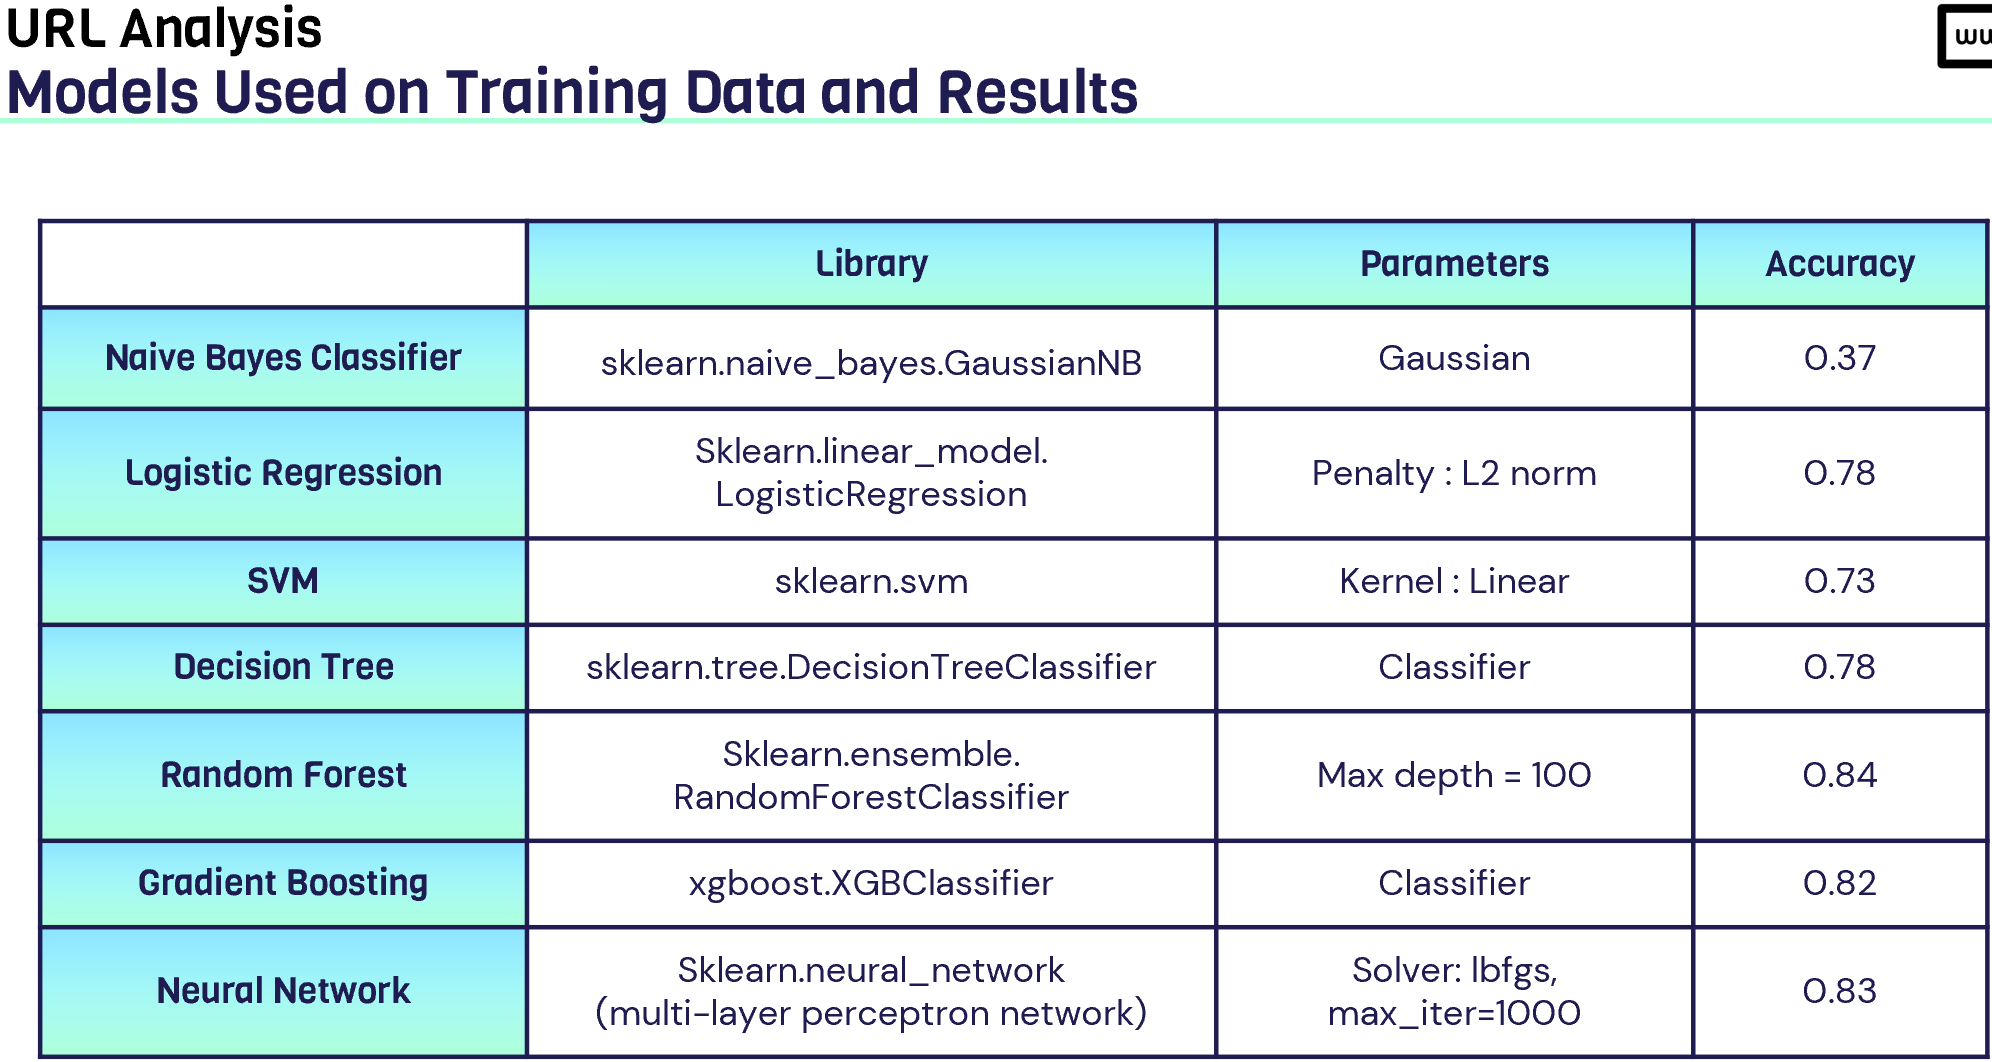 URL Analysis
Models Used on Training Data and Results
Library
Parameters
Accuracy
Naive Bayes Classifier
sklearn.naive_bayes.GaussianNB
Gaussian
0.37
Logistic Regression
Sklearn.linear_model.
LogisticRegression
Penalty : L2 norm
0.78
SVM
sklearn.svm
Kernel : Linear
0.73
Decision Tree
sklearn.tree.DecisionTreeClassifier
Classifier
0.78
Random Forest
Sklearn.ensemble.
RandomForestClassifier
Max depth = 100
0.84
Gradient Boosting
xgboost.XGBClassifier
Classifier
0.82
Neural Network
Sklearn.neural_network
(multi-layer perceptron network)
Solver: lbfgs,
max_iter=1000
0.83